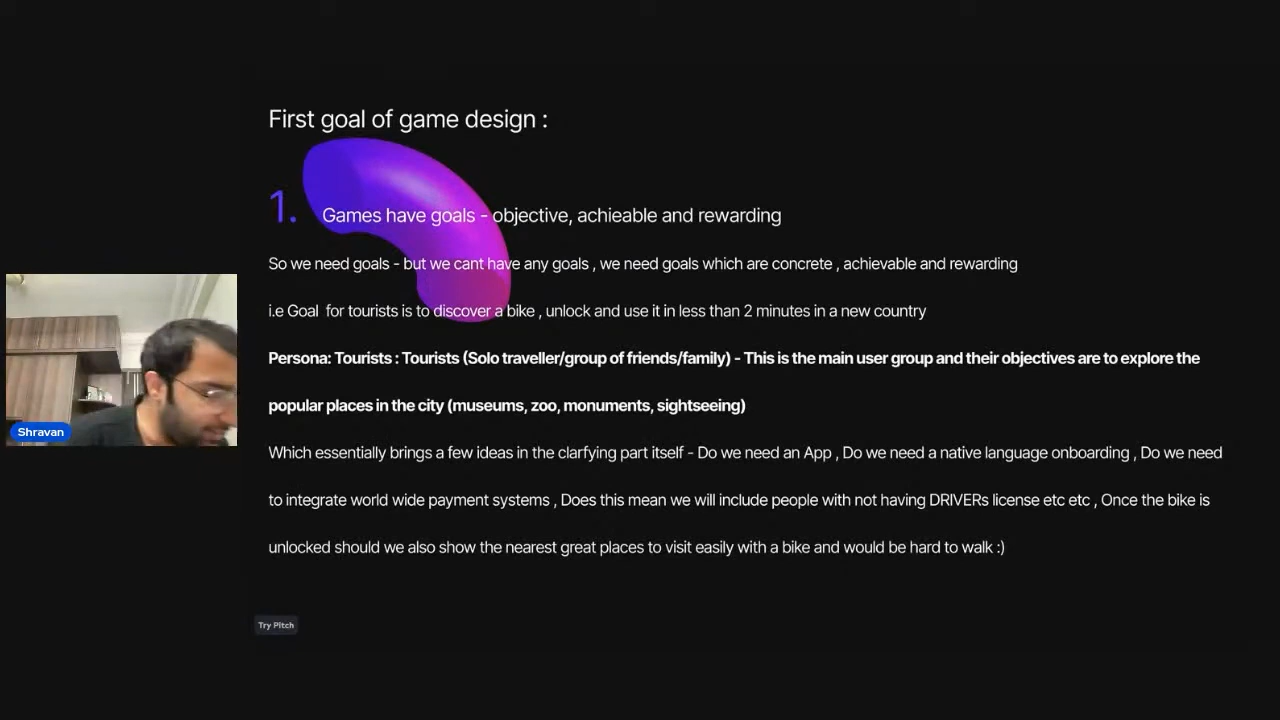 First goal of game design :
1. Games have goals - objective, achieable and rewarding
So we need goals - but we cant have any goals , we need goals which are concrete , achievable and rewarding
i.e Goal for tourists is to discover a bike , unlock and use it in less than 2 minutes in a new country
Persona: Tourists : Tourists (Solo traveller/group of friends/family) - This is the main user group and their objectives are to explore the
popular places in the city (museums, zoo, monuments, sightseeing)
Which essentially brings a few ideas in the clarfying part itself - Do we need an App , Do we need a native language onboarding , Do we need
to integrate world wide payment systems , Does this mean we will include people with not having DRIVERs license etc etc , Once the bike is
unlocked should we also show the nearest great places to visit easily with a bike and would be hard to walk :)
Shravan
Try Pitch